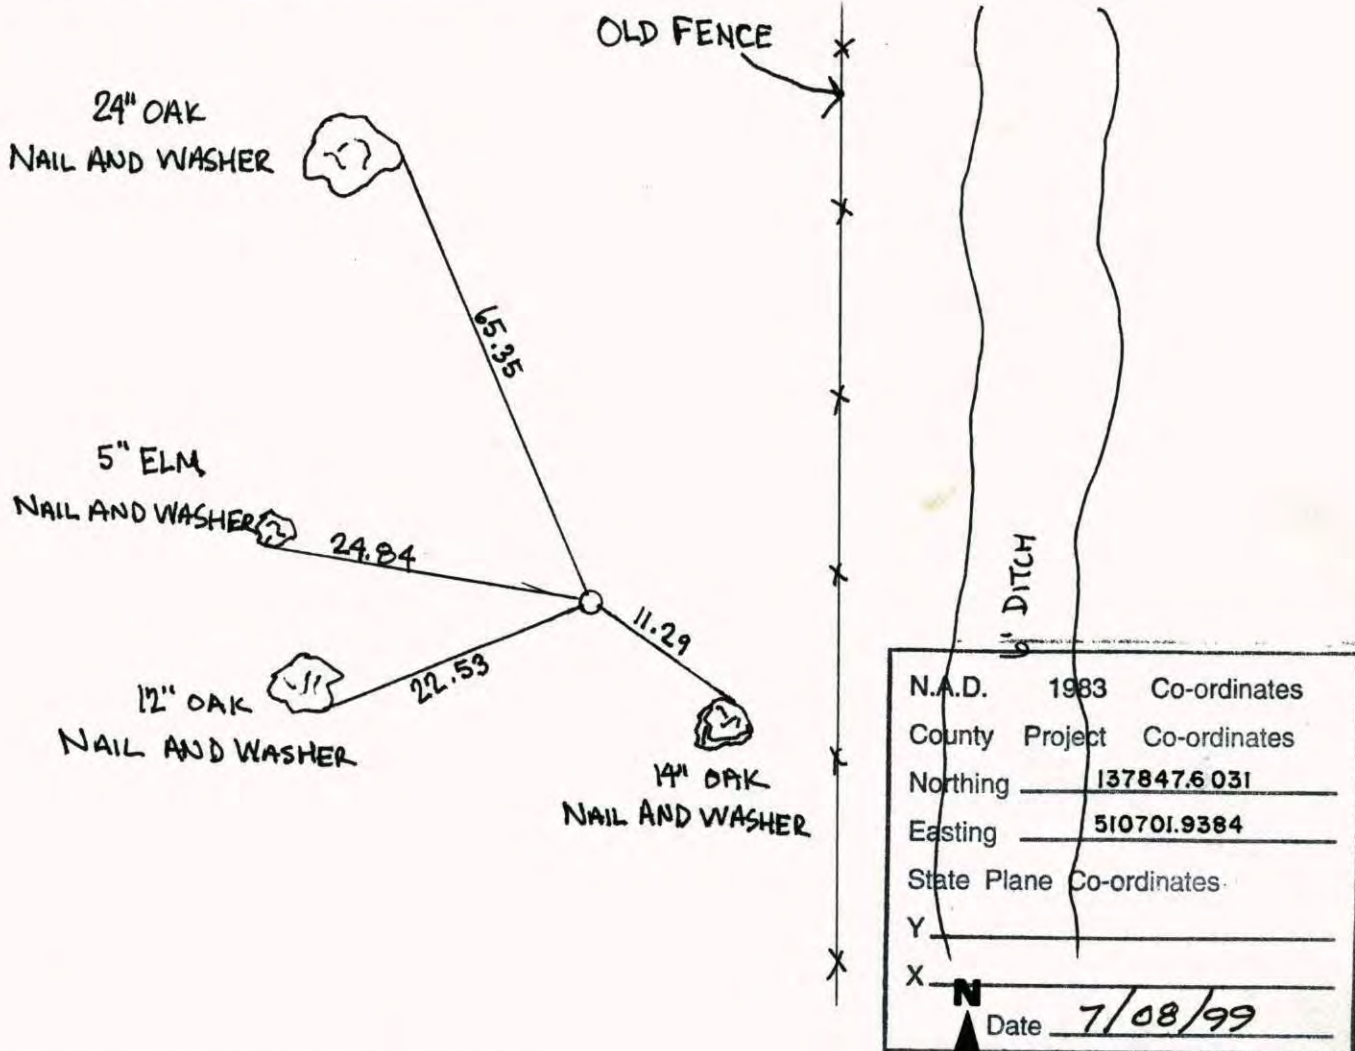 OLD FENCE
24" OAK
NAIL AND WASHER
65.35
5" ELM
NAIL AND WASHER
24.84
11.29
22.53
12" OAK
NAIL AND WASHER
14" OAK
NAIL AND WASHER
6' DITCH
N.A.D. 1983 Co-ordinates
County Project Co-ordinates
Northing 137847.6031
Easting 510701.9384
State Plane Co-ordinates
Y
X
N
Date 7/08/99